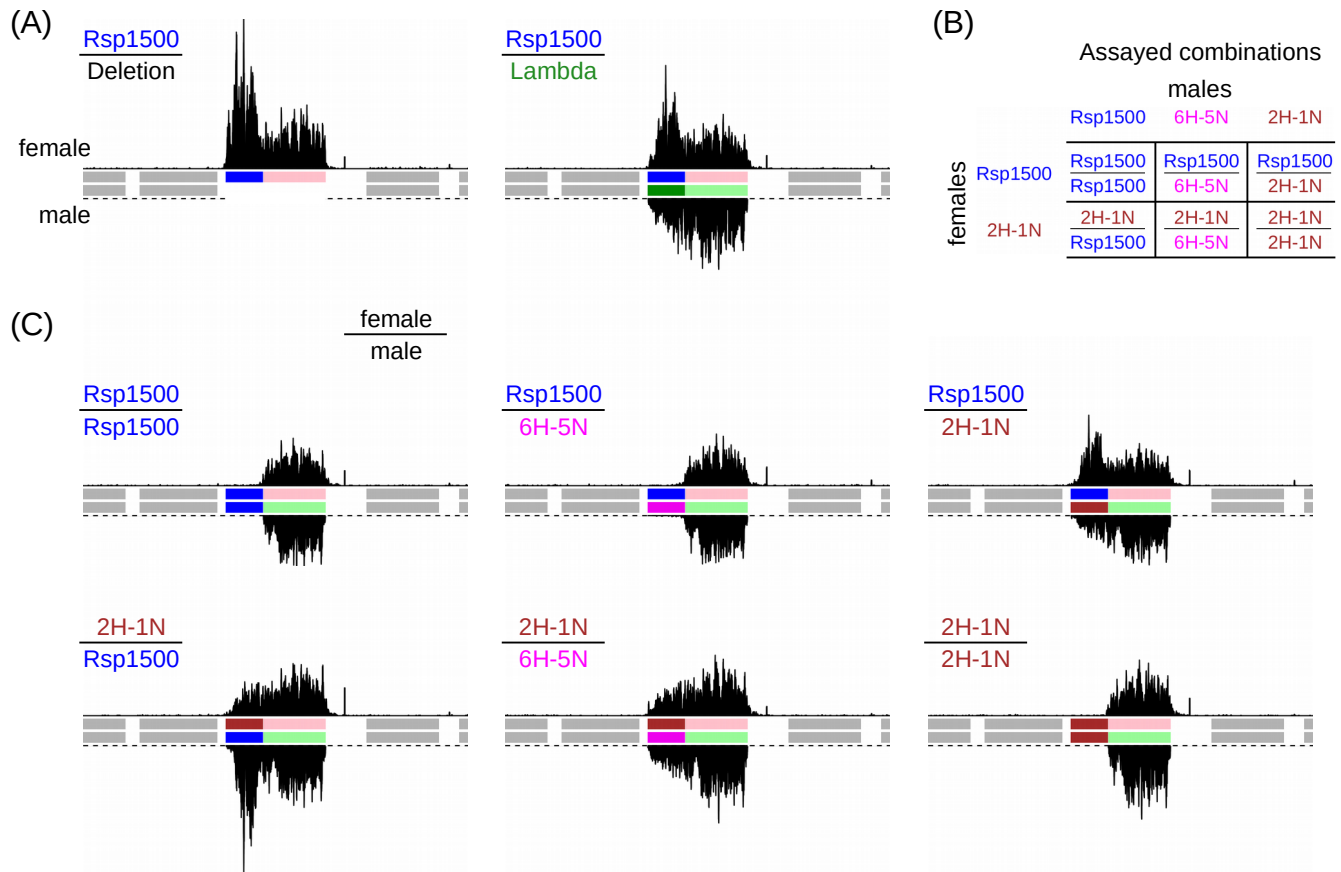 (A)
Rsp1500
Deletion
female
male
Rsp1500
Lambda
(B)
Assayed combinations
males
Rsp1500 6H-5N 2H-1N
females
Rsp1500
Rsp1500 Rsp1500 Rsp1500
Rsp1500 6H-5N 2H-1N
2H-1N
2H-1N 2H-1N 2H-1N
Rsp1500 6H-5N 2H-1N
(C)
female
male
Rsp1500
Rsp1500
Rsp1500
6H-5N
Rsp1500
2H-1N
2H-1N
Rsp1500
2H-1N
6H-5N
2H-1N
2H-1N